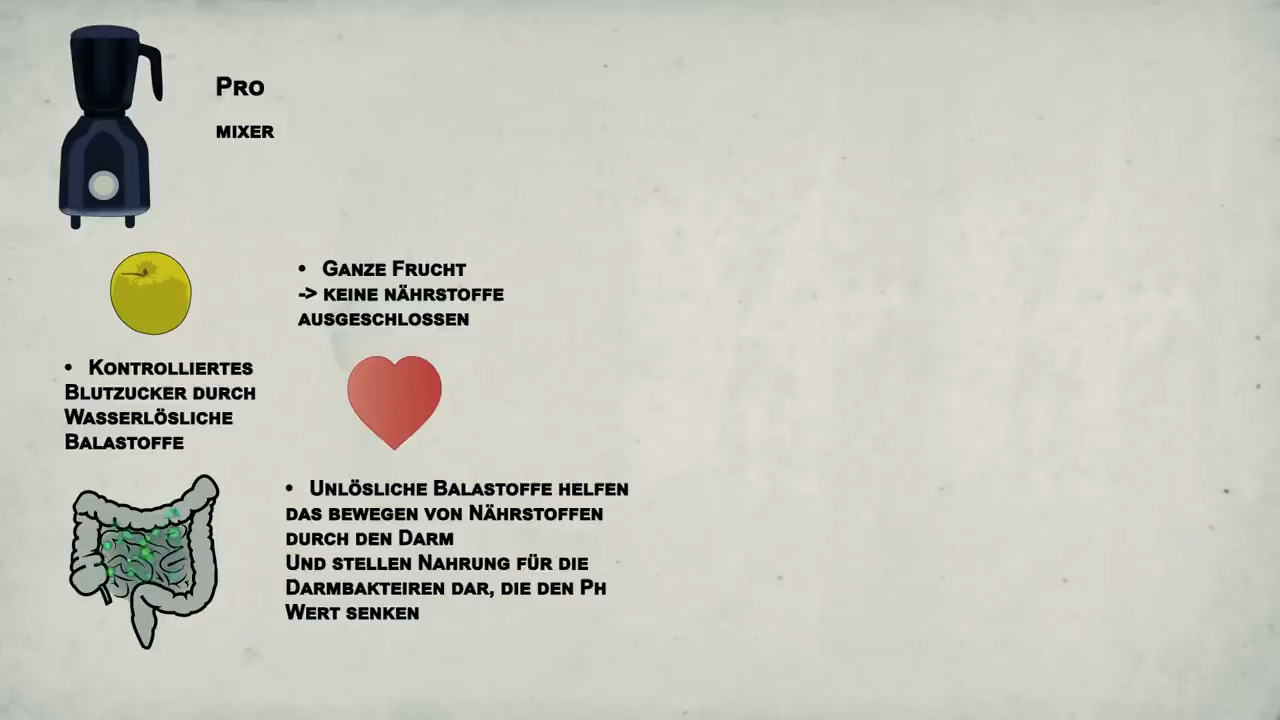 Pro
mixer
• Ganze Frucht
-> keine nährstoffe
ausgeschlossen
• Kontrolliertes
Blutzucker durch
Wasserlösliche
Balastoffe
• Unlösliche Balastoffe helfen
das bewegen von Nährstoffen
durch den Darm
Und stellen Nahrung für die
Darmbakteiren dar, die den Ph
Wert senken